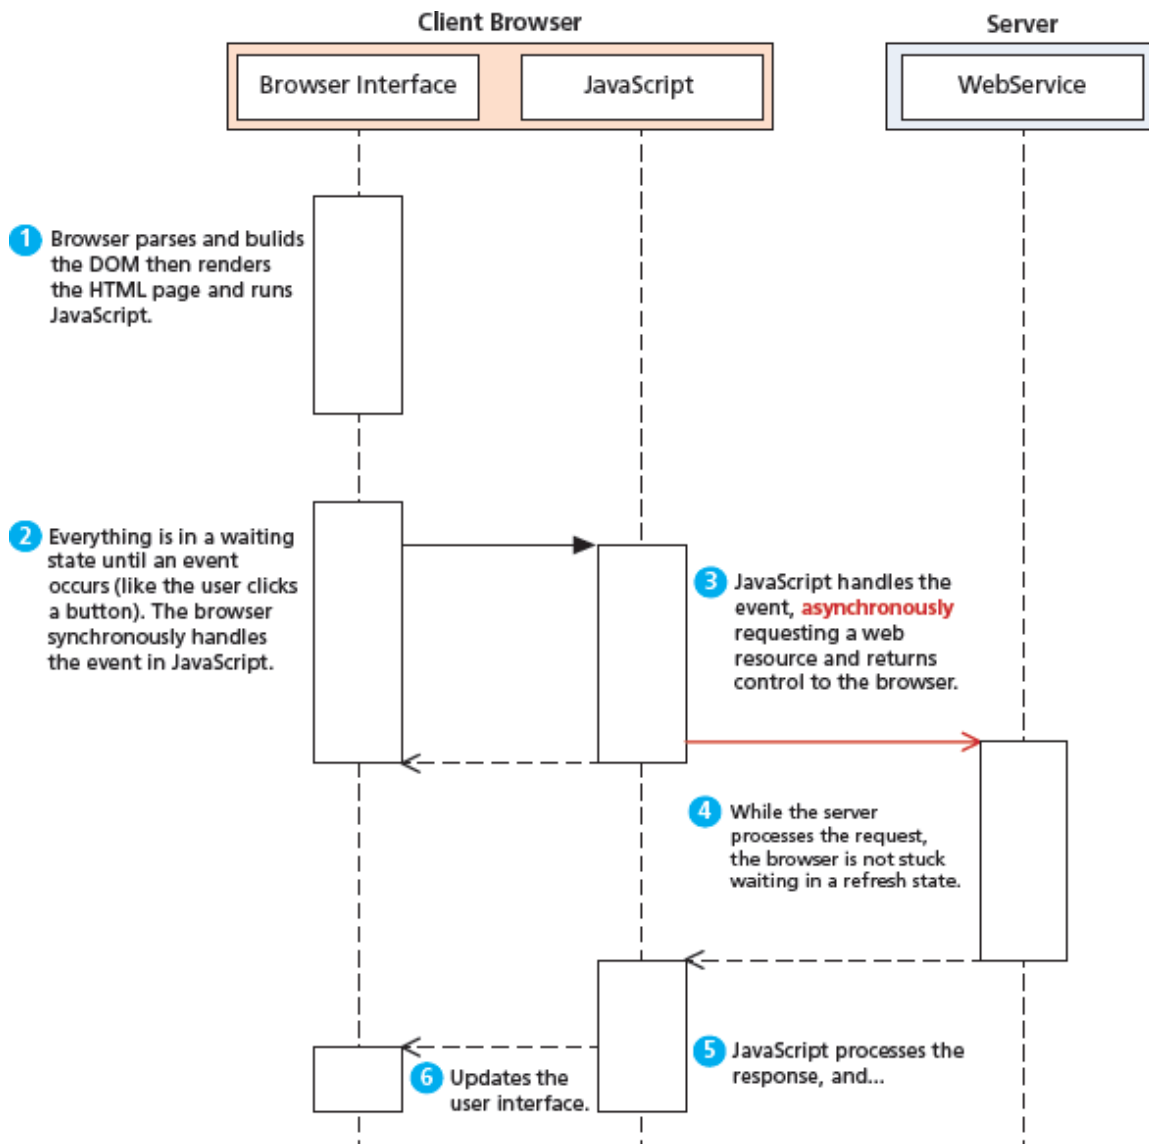 Client Browser
Server
Browser Interface
JavaScript
WebService
1 Browser parses and bulids
the DOM then renders
the HTML page and runs
JavaScript.
2 Everything is in a waiting
state until an event
occurs (like the user clicks
a button). The browser
synchronously handles
the event in JavaScript.
3 JavaScript handles the
event, asynchronously
requesting a web
resource and returns
control to the browser.
4 While the server
processes the request,
the browser is not stuck
waiting in a refresh state.
5 JavaScript processes the
response, and...
6 Updates the
user interface.